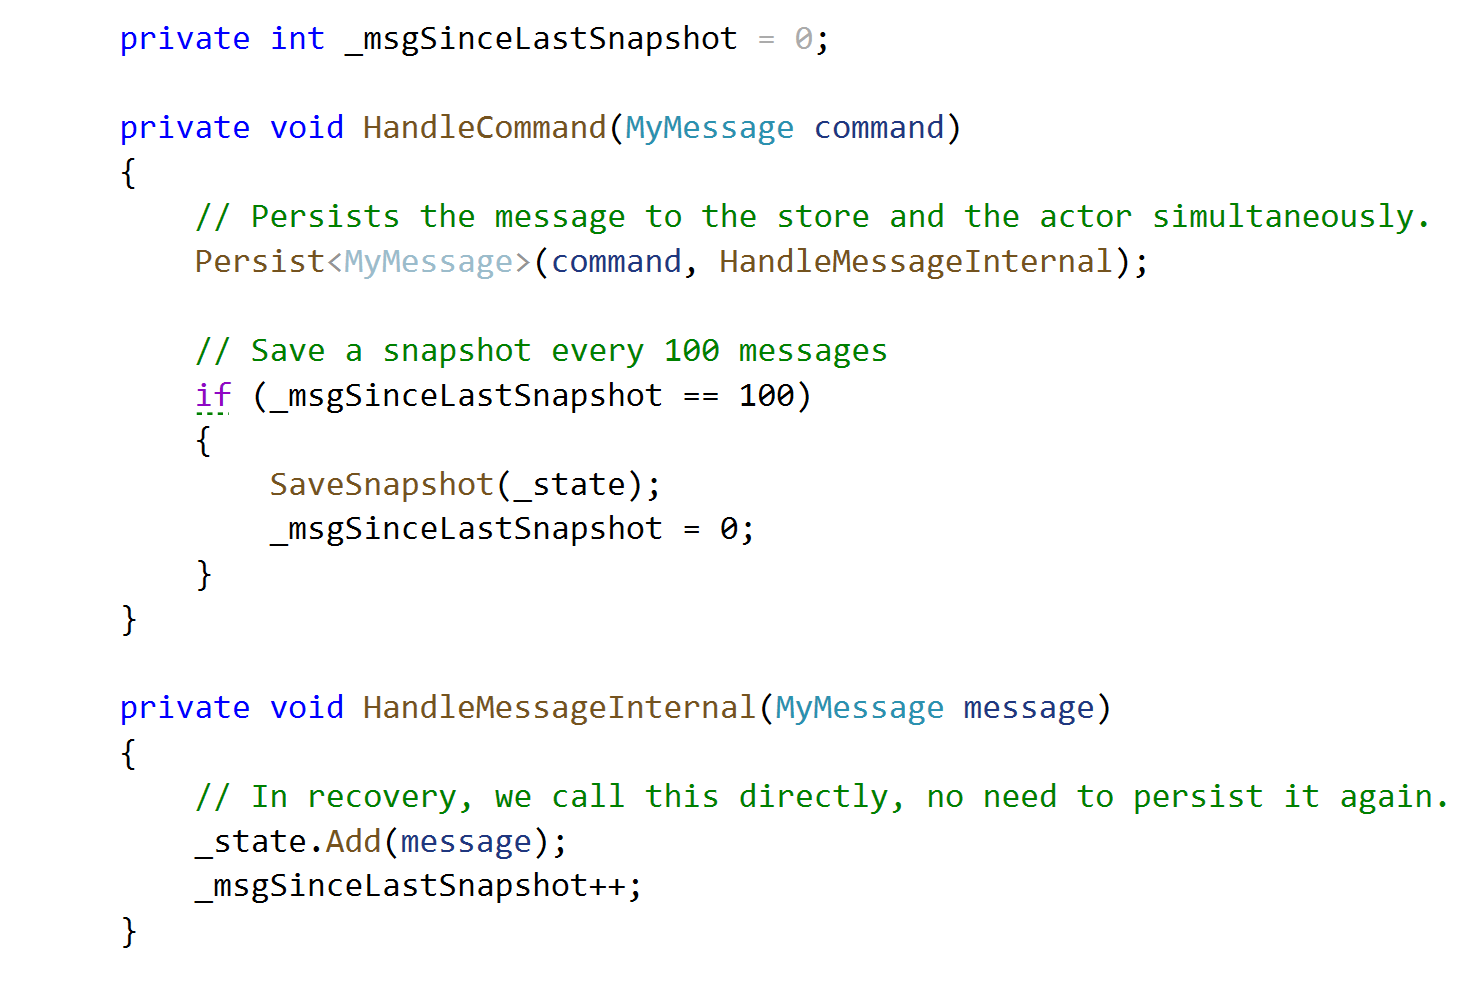 private int _msgSinceLastSnapshot = 0;
private void HandleCommand(MyMessage command)
{
// Persists the message to the store and the actor simultaneously.
Persist<MyMessage>(command, HandleMessageInternal);
// Save a snapshot every 100 messages
if (_msgSinceLastSnapshot == 100)
{
SaveSnapshot(_state);
_msgSinceLastSnapshot = 0;
}
}
private void HandleMessageInternal(MyMessage message)
{
// In recovery, we call this directly, no need to persist it again.
_state.Add(message);
_msgSinceLastSnapshot++;
}